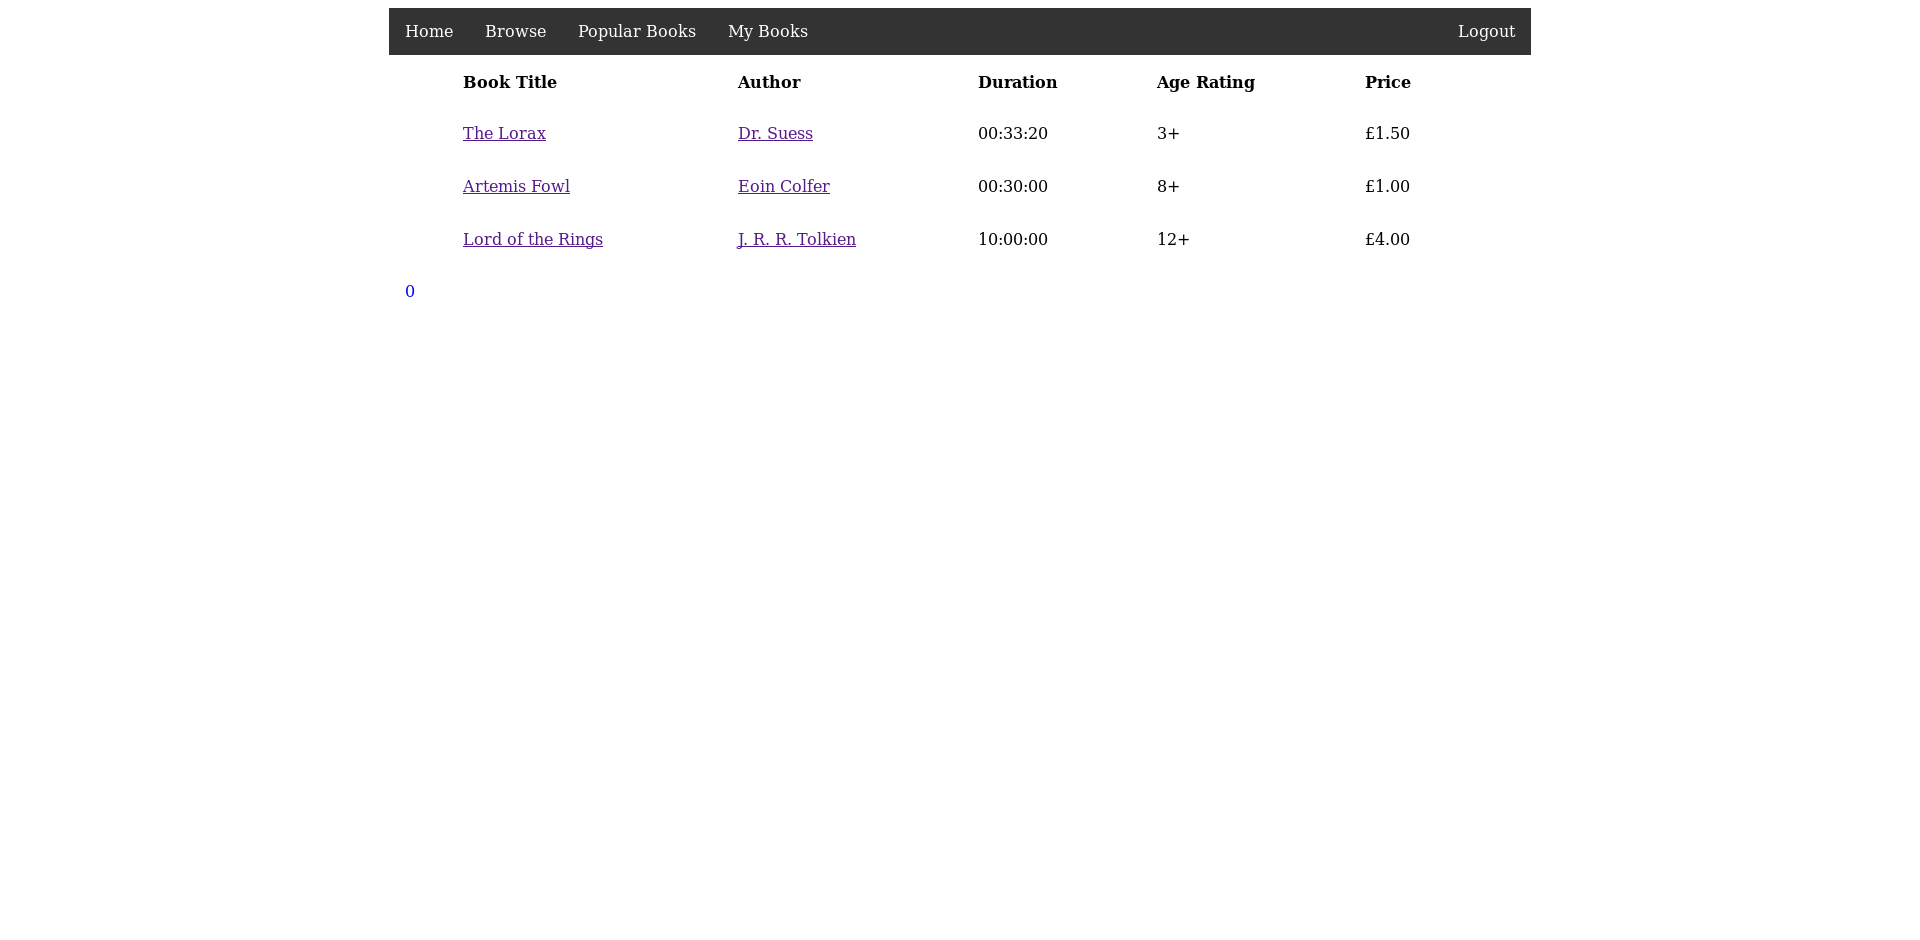 Home Browse Popular Books My Books Logout
Book Title Author Duration Age Rating Price
The Lorax Dr. Suess 00:33:20 3+ £1.50
Artemis Fowl Eoin Colfer 00:30:00 8+ £1.00
Lord of the Rings J. R. R. Tolkien 10:00:00 12+ £4.00
0